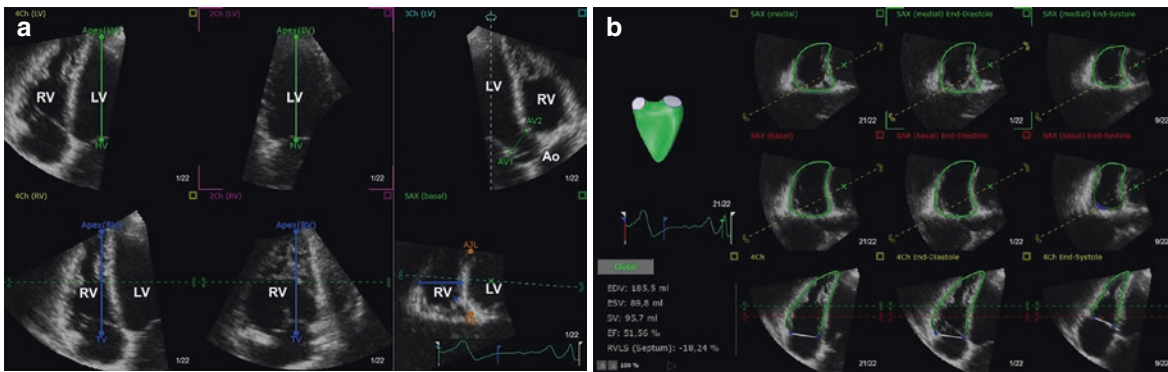 a
4Ch (LV)
2Ch (LV)
3Ch (LV)
Apex(LV)
Apex(LV)
RV
LV
LV
LV
RV
AV2
AV1
Ao
MV
MV
1/22
1/22
1/22
4Ch (RV)
2Ch (RV)
SAX (basal)
Apex(RV)
Apex(RV)
AJL
RV
LV
RV
RV
LV
TV
TV
1/22
1/22
1/22
b
SAX (medial)
SAX (medial) End-Diastole
SAX (medial) End-Systole
21/22
21/22
9/22
SAX (basal)
SAX (basal) End-Diastole
SAX (basal) End-Systole
21/22
21/22
21/22
9/22
Global
4Ch
4Ch End-Diastole
4Ch End-Systole
EDV: 185,5 ml
ESV: 89,8 ml
SV: 95,7 ml
EF: 51,56 %
RVLS (Septum): -18,24 %
100 %
21/22
21/22
9/22